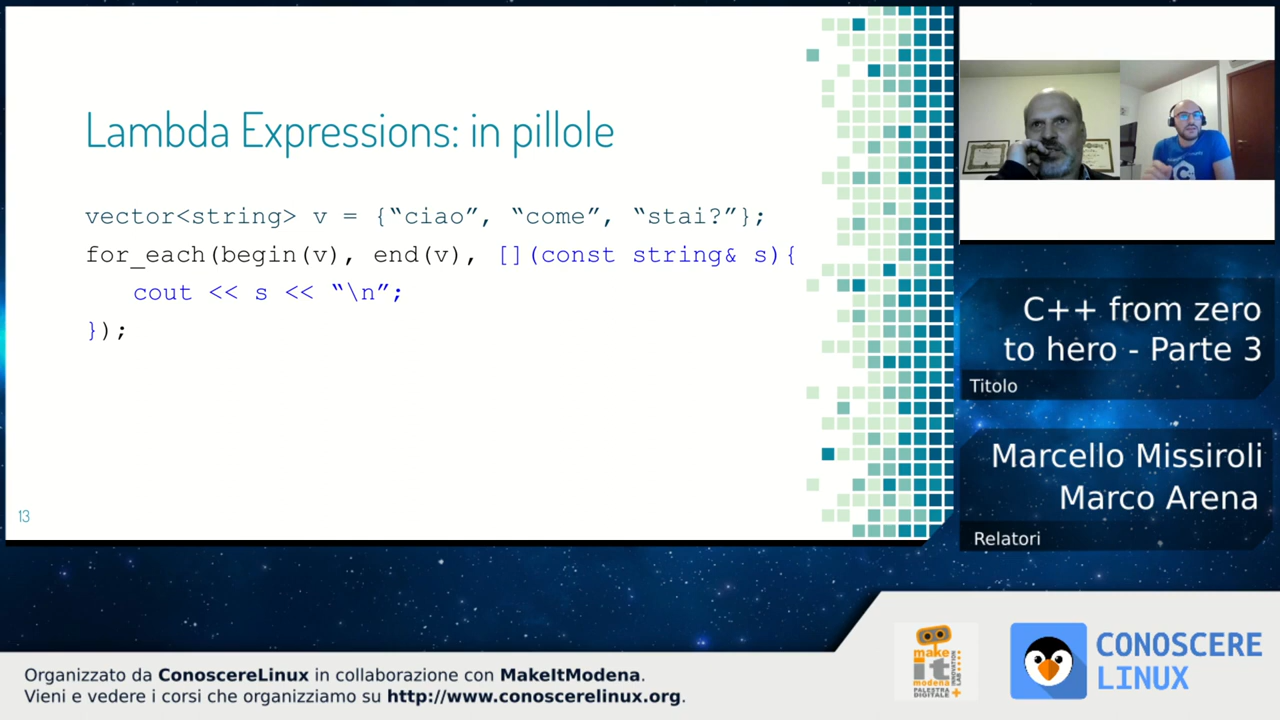 Lambda Expressions: in pillole
vector<string> v = {“ciao”, “come”, “stai?”};
for_each(begin(v), end(v), [](const string& s){
cout << s << “\n”;
});
13
C++ from zero
to hero - Parte 3
Titolo
Marcello Missiroli
Marco Arena
Relatori
Organizzato da ConoscereLinux in collaborazione con MakeItModena.
Vieni e vedere i corsi che organizziamo su http://www.conoscerelinux.org.
make
it
modena
PALESTRA
DIGITALE
INNOVATION
LAB
CONOSCERE
LINUX